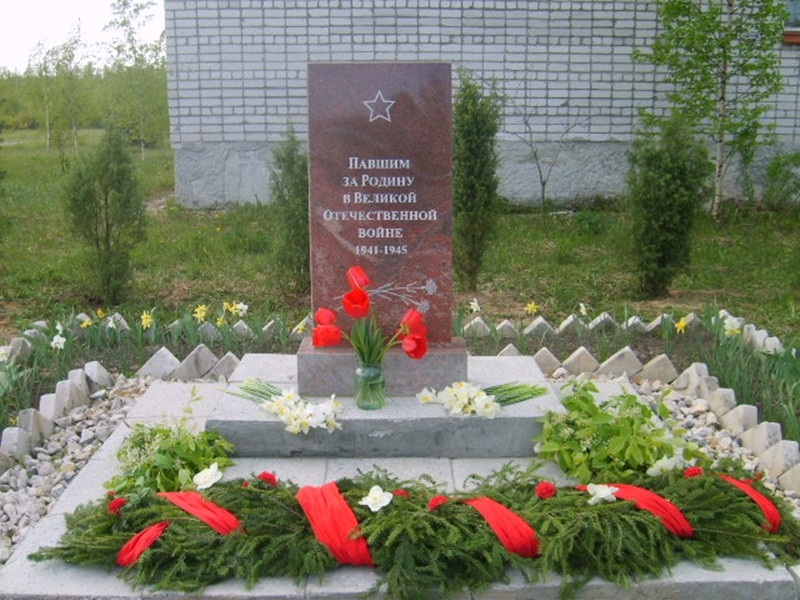 Павшим
за Родину
в Великой
Отечественной
войне
1941-1945